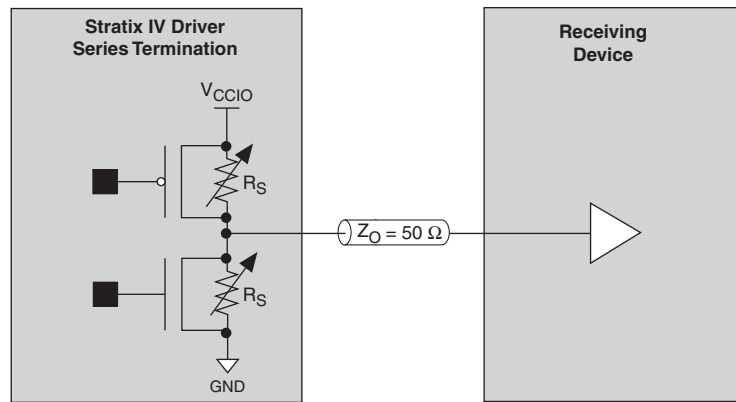 Stratix IV Driver
Series Termination
Receiving
Device
VCCIO
RS
ZO = 50 Ω
RS
GND